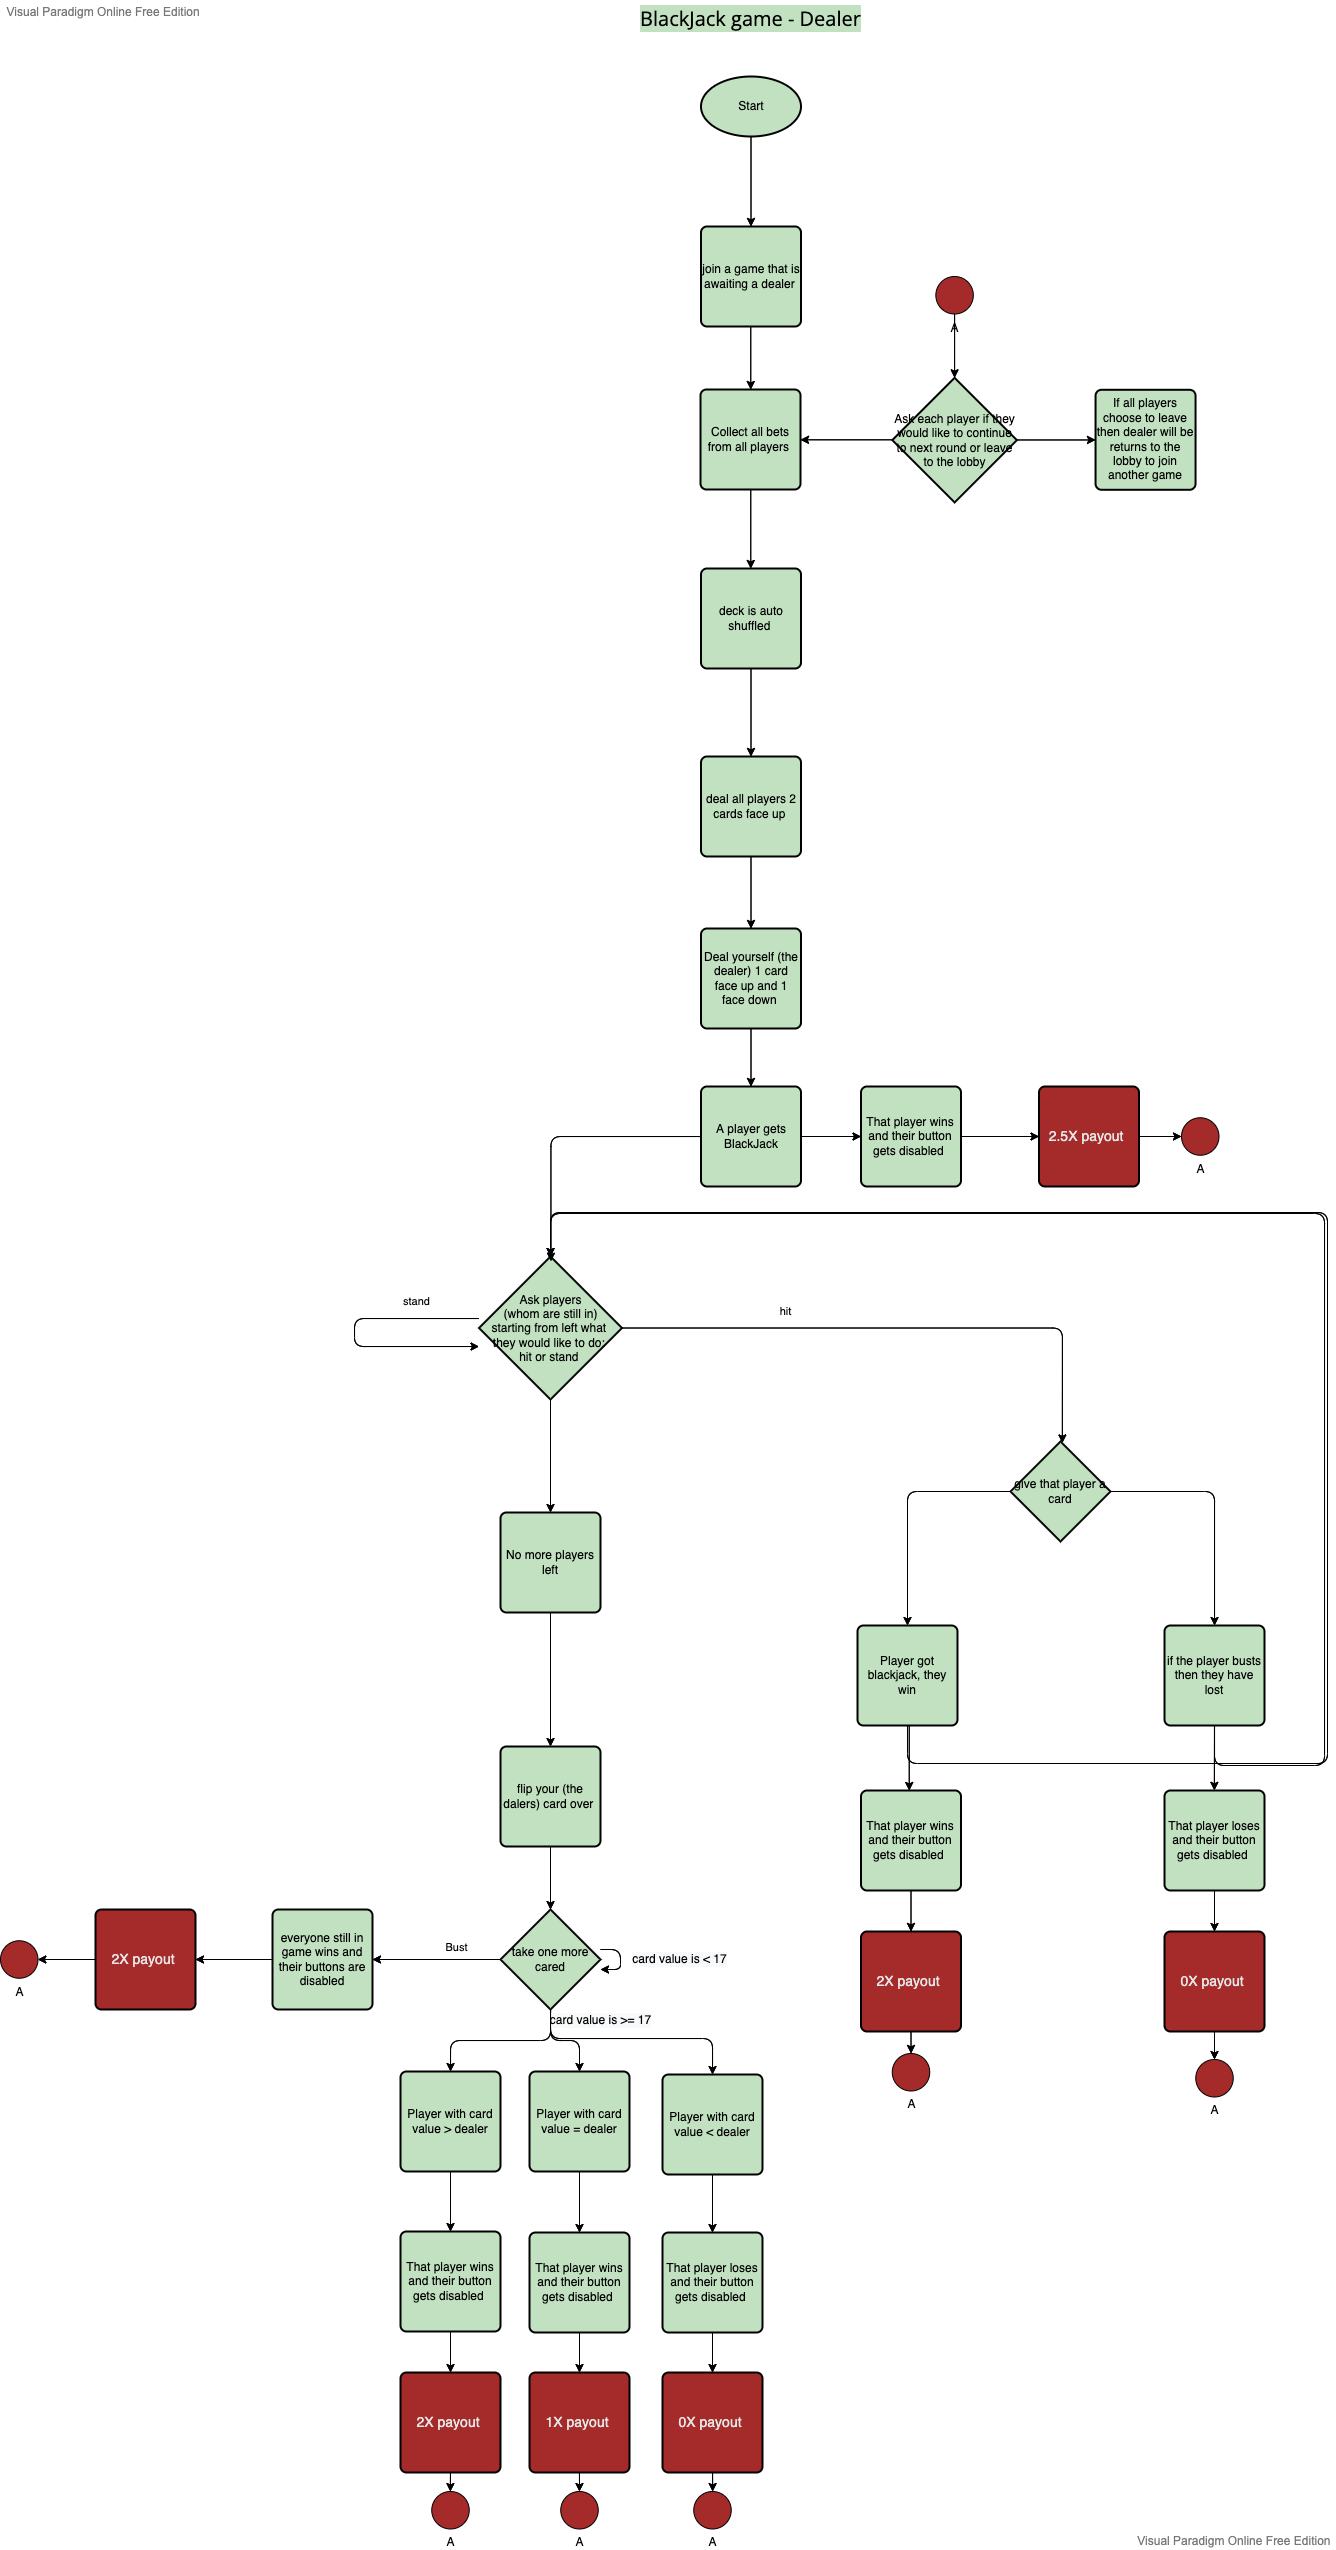 Visual Paradigm Online Free Edition
BlackJack game - Dealer
Start
join a game that is
awaiting a dealer
A
Collect all bets
from all players
Ask each player if they
would like to continue
to next round or leave
to the lobby
If all players
choose to leave
then dealer will be
returns to the
lobby to join
another game
deck is auto
shuffled
deal all players 2
cards face up
Deal yourself (the
dealer) 1 card
face up and 1
face down
A player gets
BlackJack
That player wins
and their button
gets disabled
2.5X payout
A
stand
Ask players
(whom are still in)
starting from left what
they would like to do:
hit or stand
hit
give that player a
card
No more players
left
Player got
blackjack, they
win
if the player busts
then they have
lost
flip your (the
dalers) card over
That player wins
and their button
gets disabled
That player loses
and their button
gets disabled
A
2X payout
everyone still in
game wins and
their buttons are
disabled
Bust
take one more
cared
card value is < 17
2X payout
0X payout
card value is >= 17
A
A
Player with card
value > dealer
Player with card
value = dealer
Player with card
value < dealer
That player wins
and their button
gets disabled
That player wins
and their button
gets disabled
That player loses
and their button
gets disabled
2X payout
1X payout
0X payout
A
A
A
Visual Paradigm Online Free Edition